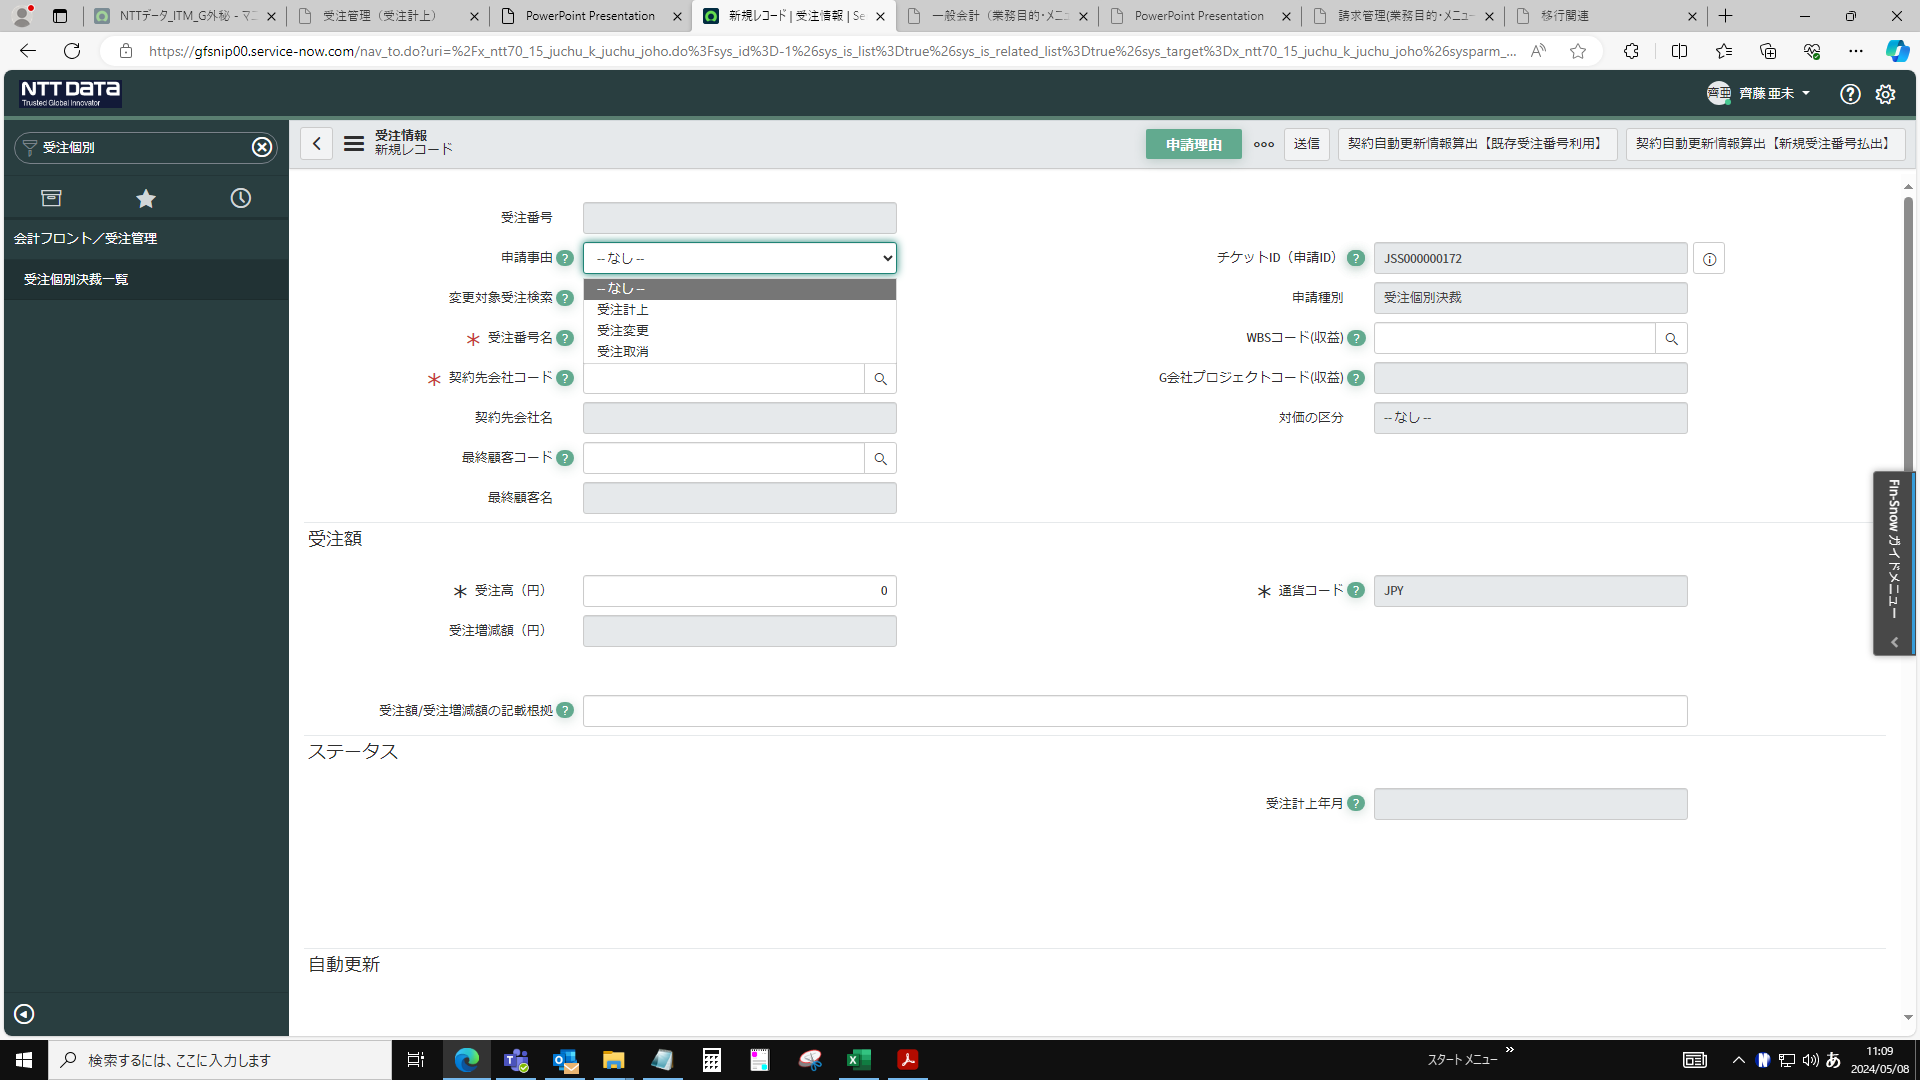 NTTデータ_ITM_G外秘 - マニ
受注管理（受注計上）
PowerPoint Presentation
新規レコード | 受注情報 | Se
一般会計（業務目的･メニュ
PowerPoint Presentation
請求管理(業務目的･メニュー
移行関連
https://gfsnip00.service-now.com/nav_to.do?uri=%2Fx_ntt70_15_juchu_k_juchu_joho.do%3Fsys_id%3D-1%26sys_is_list%3Dtrue%26sys_is_related_list%3Dtrue%26sys_target%3Dx_ntt70_15_juchu_k_juchu_joho%26sysparm_...
NTT DATA
Trusted Global Innovator
齊亜
齊藤 亜未
受注個別
会計フロント／受注管理
受注個別決裁一覧
受注情報
新規レコード
申請理由
送信
契約自動更新情報算出【既存受注番号利用】
契約自動更新情報算出【新規受注番号払出】
受注番号
申請事由
-- なし --
-- なし --
受注計上
受注変更
受注取消
チケットID（申請ID）
JSS000000172
変更対象受注検索
申請種別
受注個別決裁
* 受注番号名
WBSコード(収益)
* 契約先会社コード
G会社プロジェクトコード(収益)
契約先会社名
対価の区分
-- なし --
最終顧客コード
最終顧客名
受注額
* 受注高（円）
0
* 通貨コード
JPY
受注増減額（円）
受注額/受注増減額の記載根拠
ステータス
受注計上年月
自動更新
Fin-Snow ガイドメニュー
検索するには、ここに入力します
スタート メニュー
あ
11:09
2024/05/08